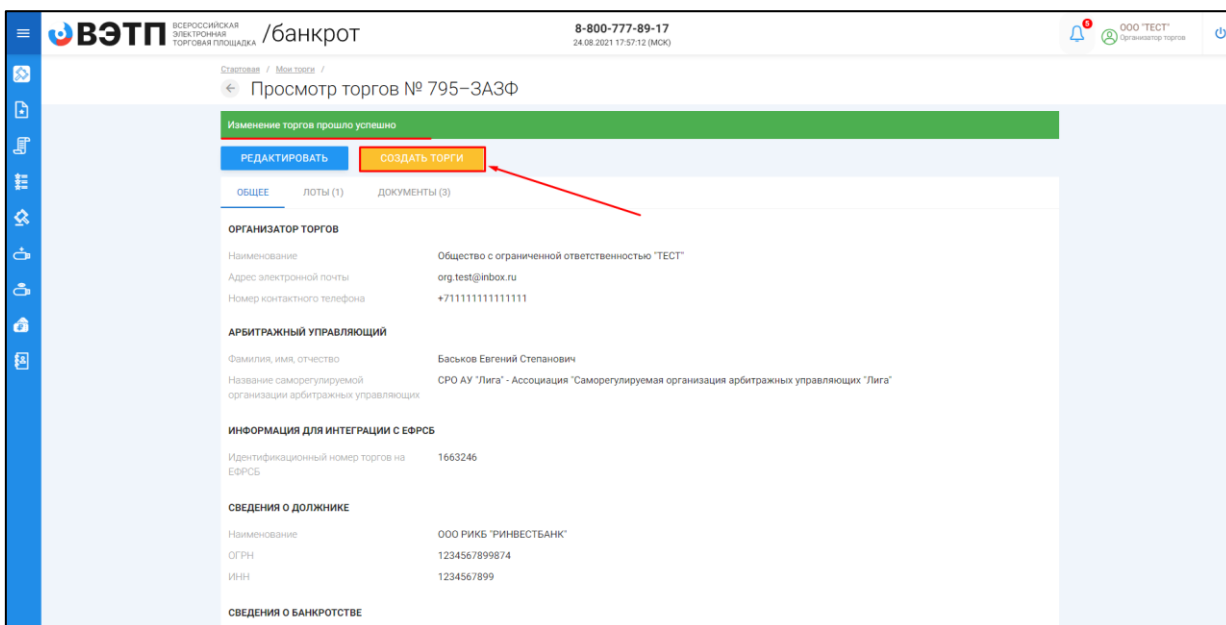 ВЭТП ВСЕРОССИЙСКАЯ ЭЛЕКТРОННАЯ ТОРГОВАЯ ПЛОЩАДКА /банкрот
8-800-777-89-17
24.08.2021 17:57:12 (МСК)
5
ООО "ТЕСТ"
Организатор торгов
Стартовая / Мои торги /
Просмотр торгов № 795-ЗАЗФ
Изменение торгов прошло успешно
РЕДАКТИРОВАТЬ СОЗДАТЬ ТОРГИ
ОБЩЕЕ ЛОТЫ (1) ДОКУМЕНТЫ (3)
ОРГАНИЗАТОР ТОРГОВ
Наименование Общество с ограниченной ответственностью "ТЕСТ"
Адрес электронной почты org.test@inbox.ru
Номер контактного телефона +711111111111111
АРБИТРАЖНЫЙ УПРАВЛЯЮЩИЙ
Фамилия, имя, отчество Баськов Евгений Степанович
Название саморегулируемой СРО АУ "Лига" - Ассоциация "Саморегулируемая организация арбитражных управляющих "Лига"
организации арбитражных управляющих
ИНФОРМАЦИЯ ДЛЯ ИНТЕГРАЦИИ С ЕФРСБ
Идентификационный номер торгов на 1663246
ЕФРСБ
СВЕДЕНИЯ О ДОЛЖНИКЕ
Наименование ООО РИКБ "РИНВЕСТБАНК"
ОГРН 1234567899874
ИНН 1234567899
СВЕДЕНИЯ О БАНКРОТСТВЕ